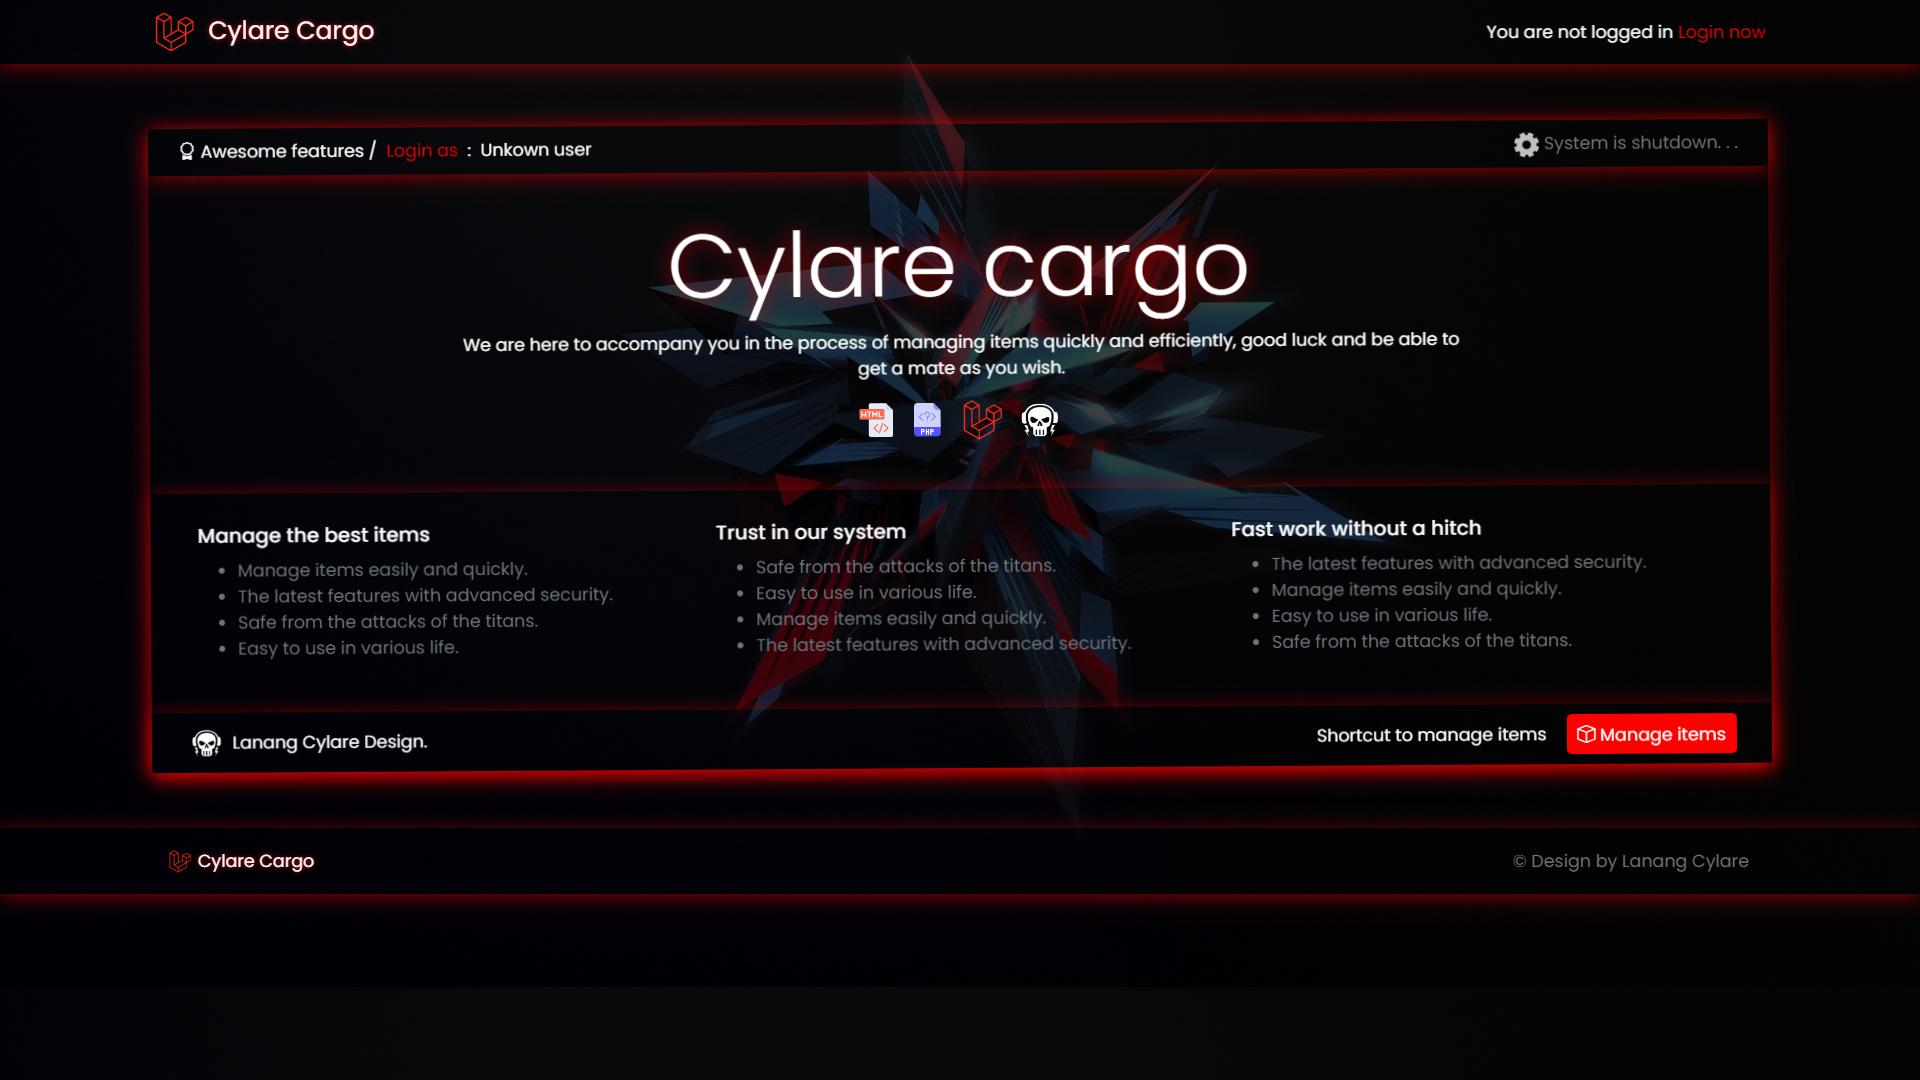 Cylare Cargo
You are not logged in Login now
Awesome features / Login as : Unkown user
System is shutdown. . .
Cylare cargo
We are here to accompany you in the process of managing items quickly and efficiently, good luck and be able to
get a mate as you wish.
HTML
</>
<?>
PHP
Manage the best items
• Manage items easily and quickly.
• The latest features with advanced security.
• Safe from the attacks of the titans.
• Easy to use in various life.
Trust in our system
• Safe from the attacks of the titans.
• Easy to use in various life.
• Manage items easily and quickly.
• The latest features with advanced security.
Fast work without a hitch
• The latest features with advanced security.
• Manage items easily and quickly.
• Easy to use in various life.
• Safe from the attacks of the titans.
Lanang Cylare Design.
Shortcut to manage items
Manage items
Cylare Cargo
© Design by Lanang Cylare